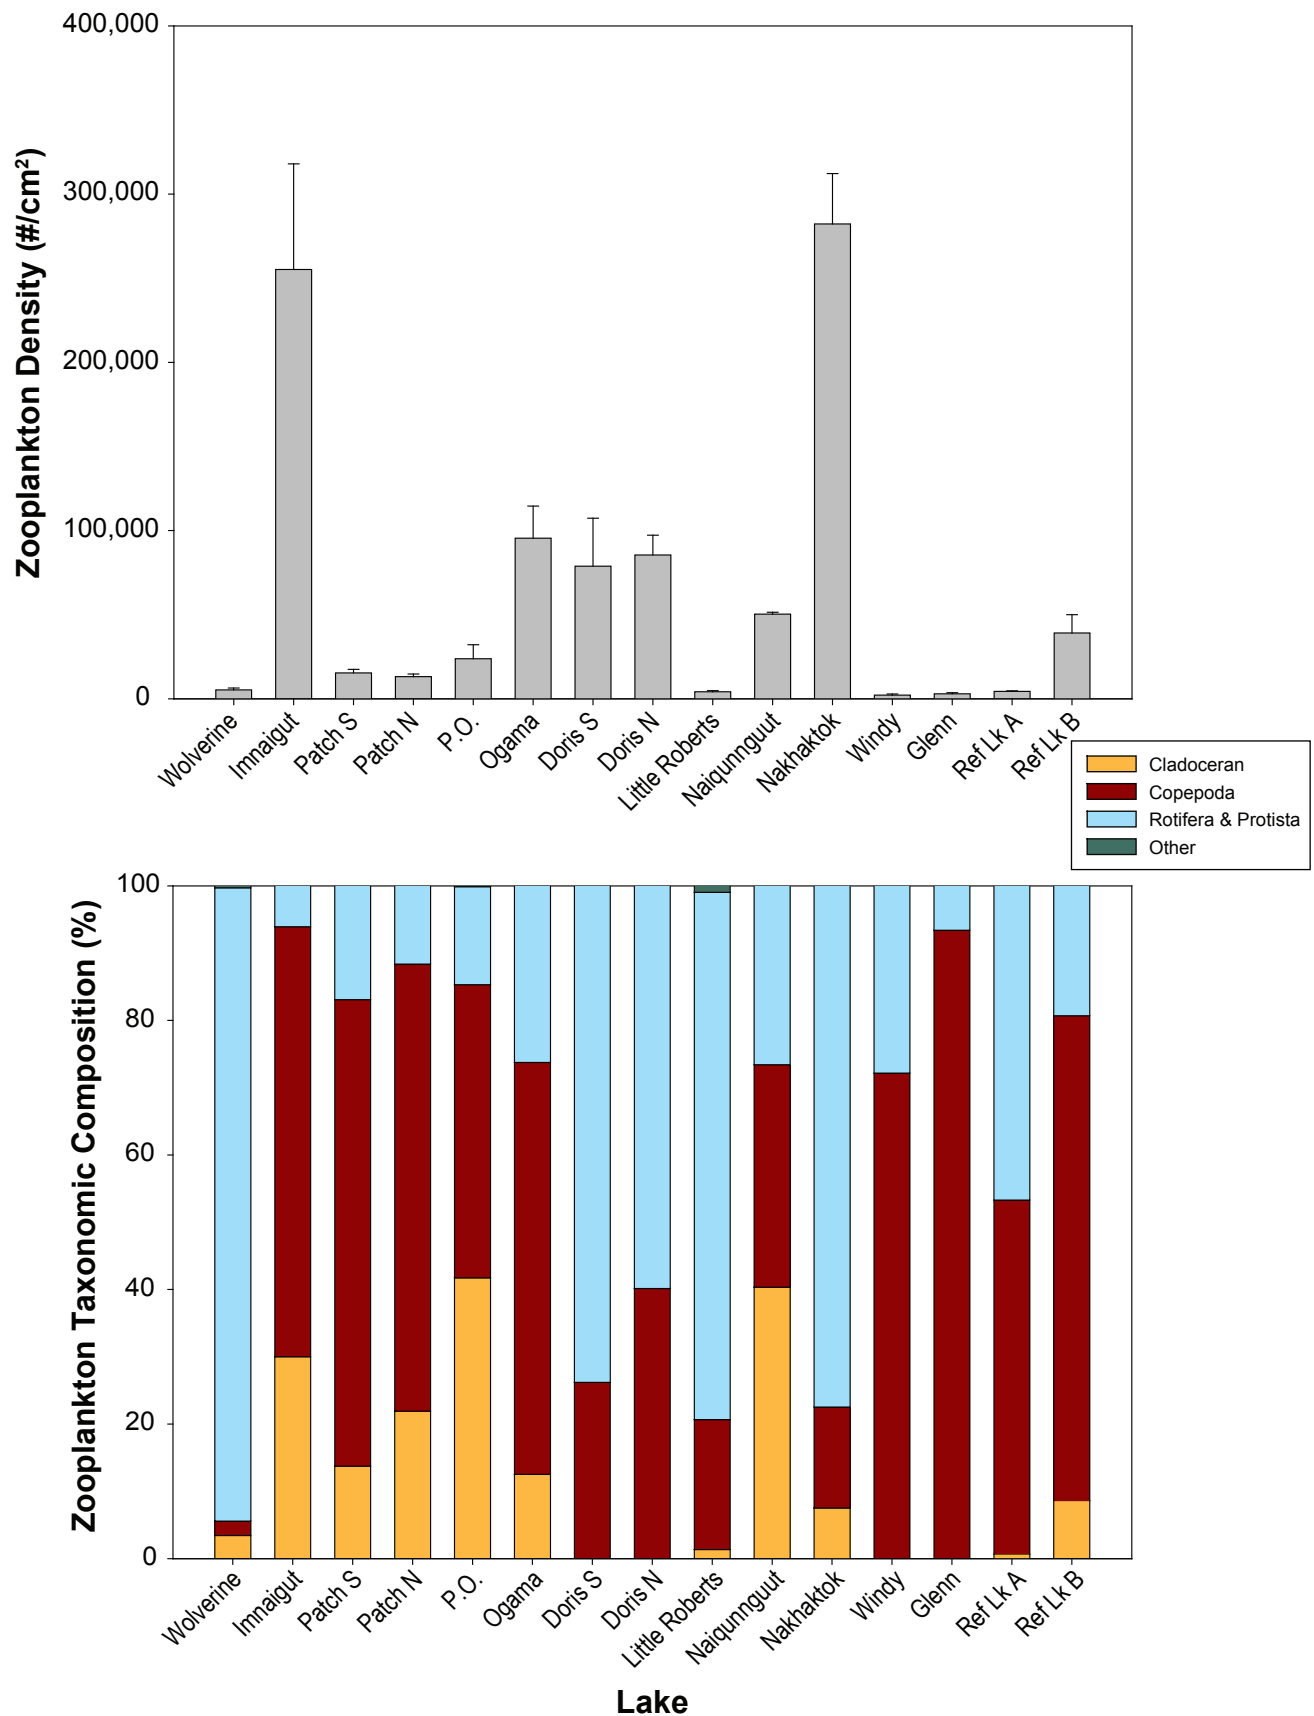 400,000
300,000
200,000
100,000
0
Zooplankton Density (#/cm²)
Wolverine
Imnaigut
Patch S
Patch N
P.O.
Ogama
Doris S
Doris N
Little Roberts
Naiqunnguut
Nakhaktok
Windy
Glenn
Ref Lk A
Ref Lk B
Cladoceran
Copepoda
Rotifera & Protista
Other
100
80
60
40
20
0
Zooplankton Taxonomic Composition (%)
Wolverine
Imnaigut
Patch S
Patch N
P.O.
Ogama
Doris S
Doris N
Little Roberts
Naiqunnguut
Nakhaktok
Windy
Glenn
Ref Lk A
Ref Lk B
Lake